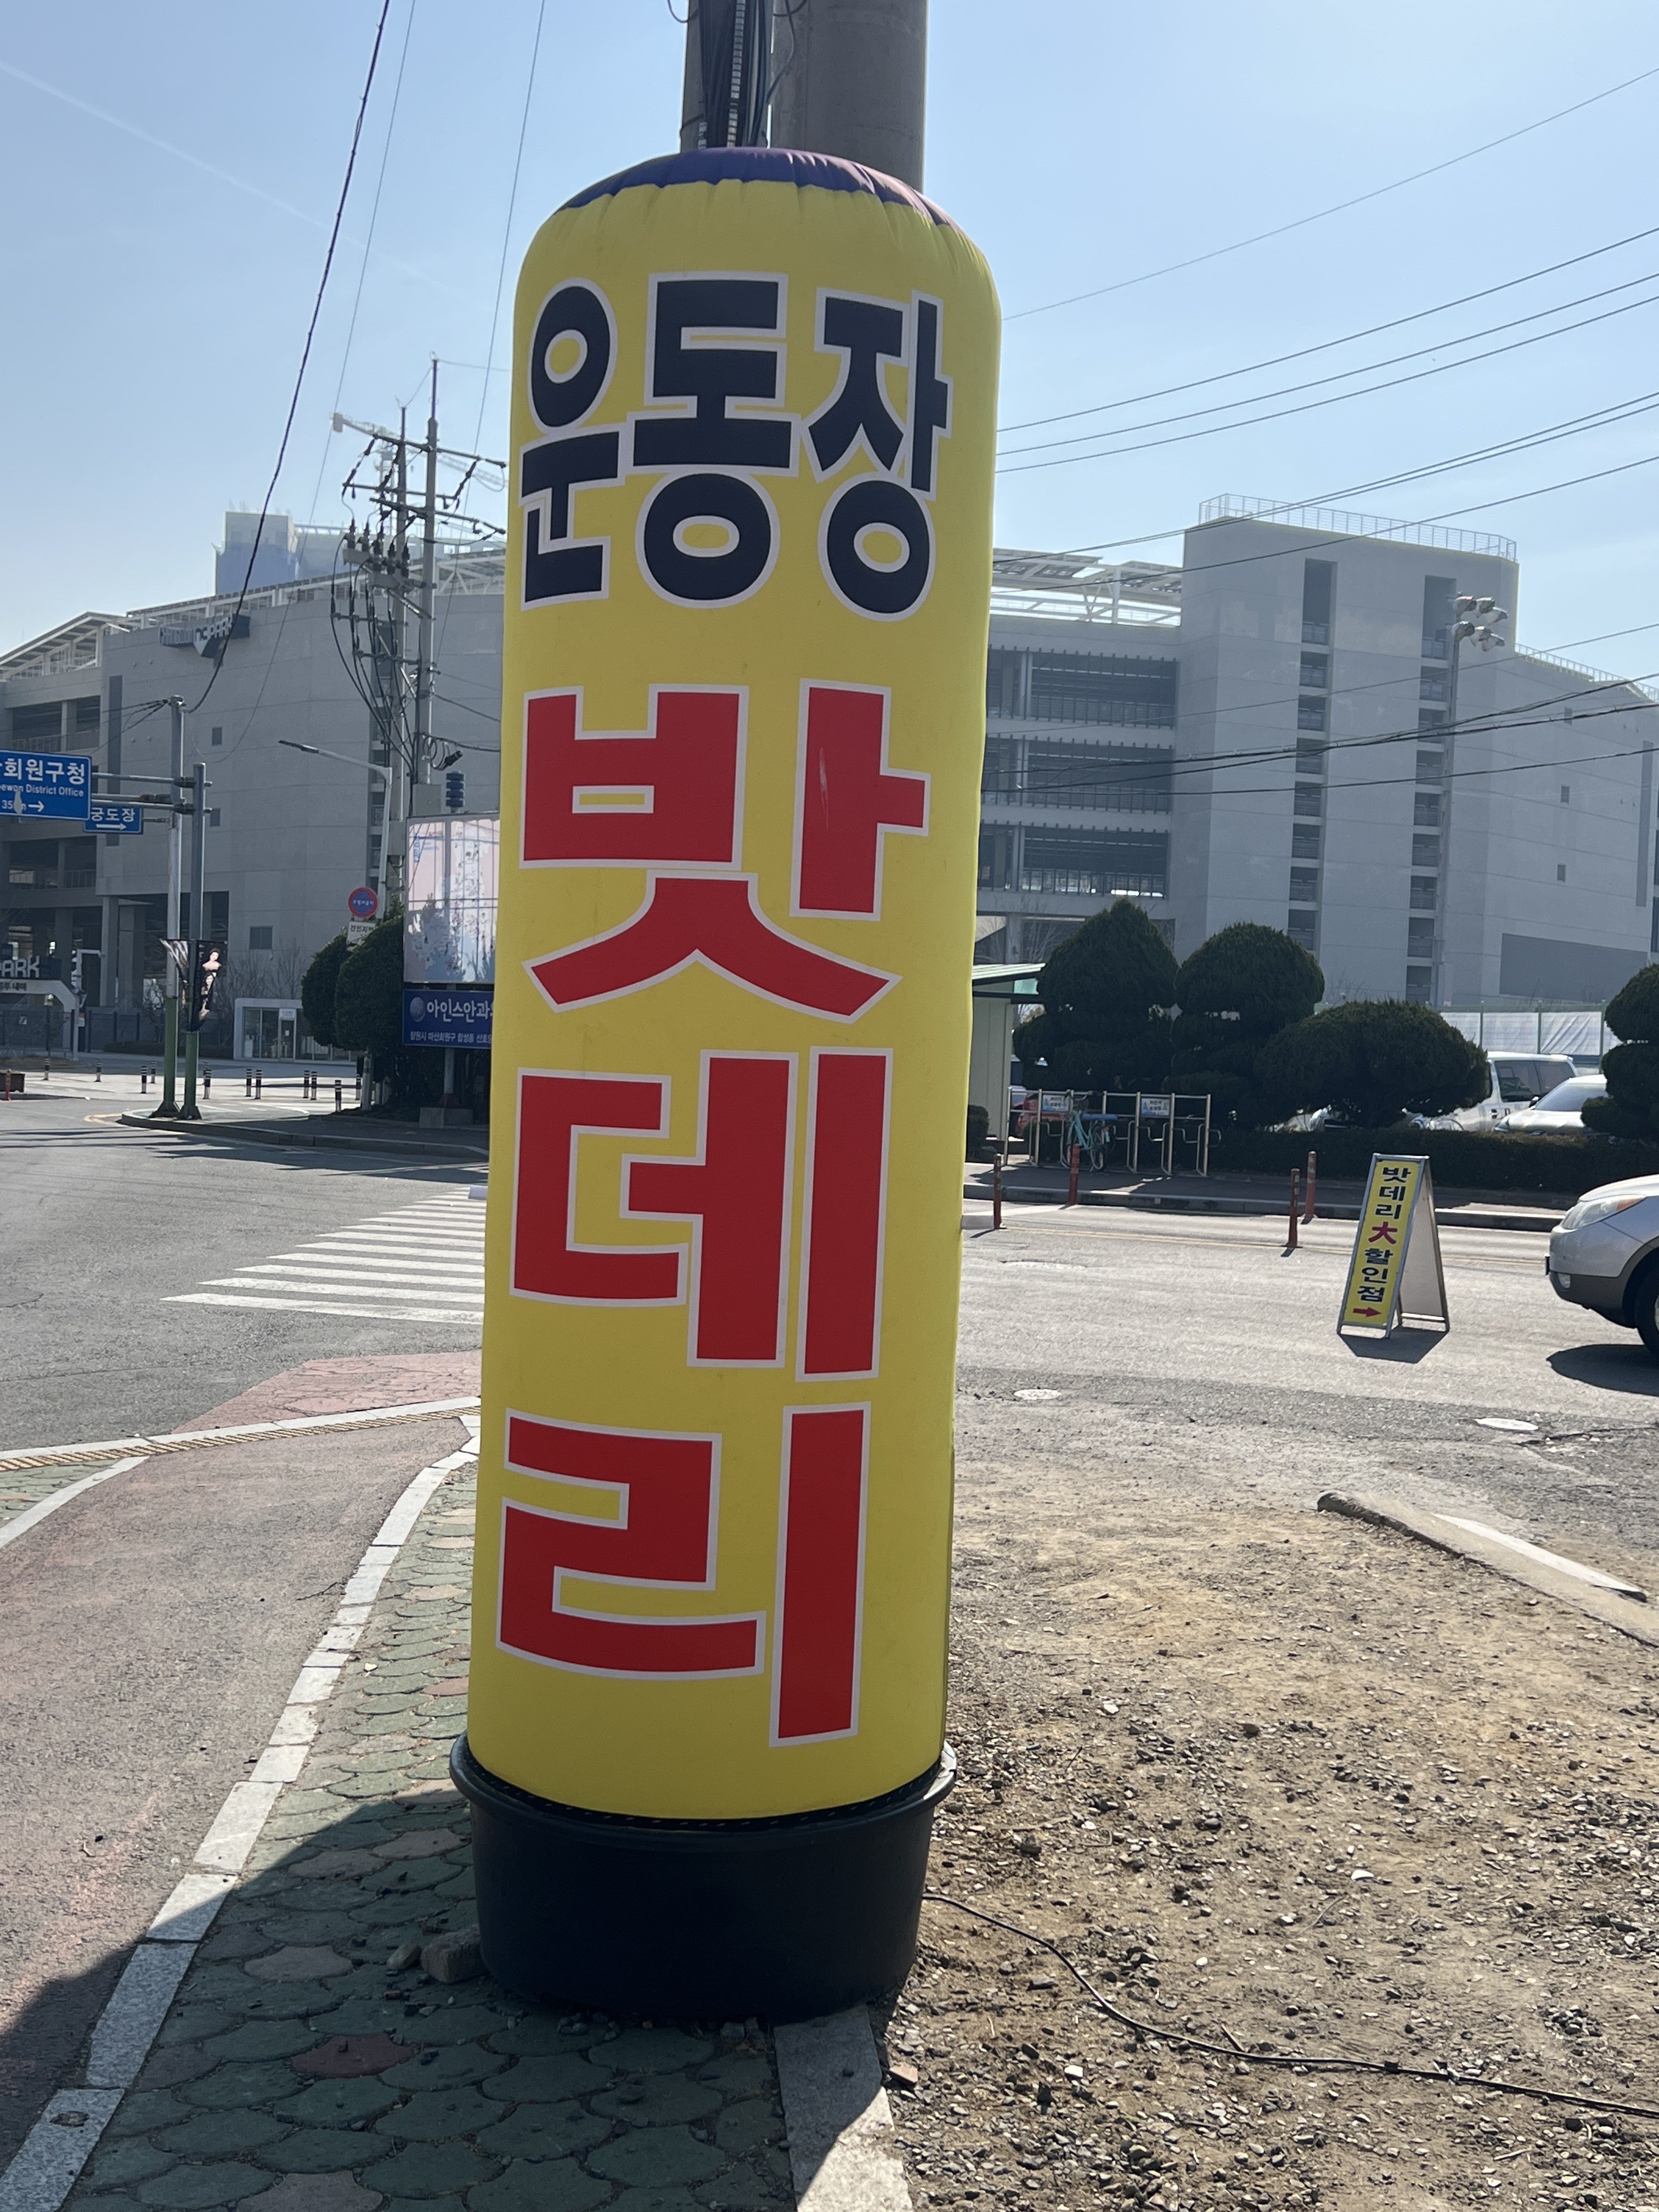 운동장
밧데리
회원구청
District Office
궁도장
PARK
아인스안과
밧데리 大 할인점 →